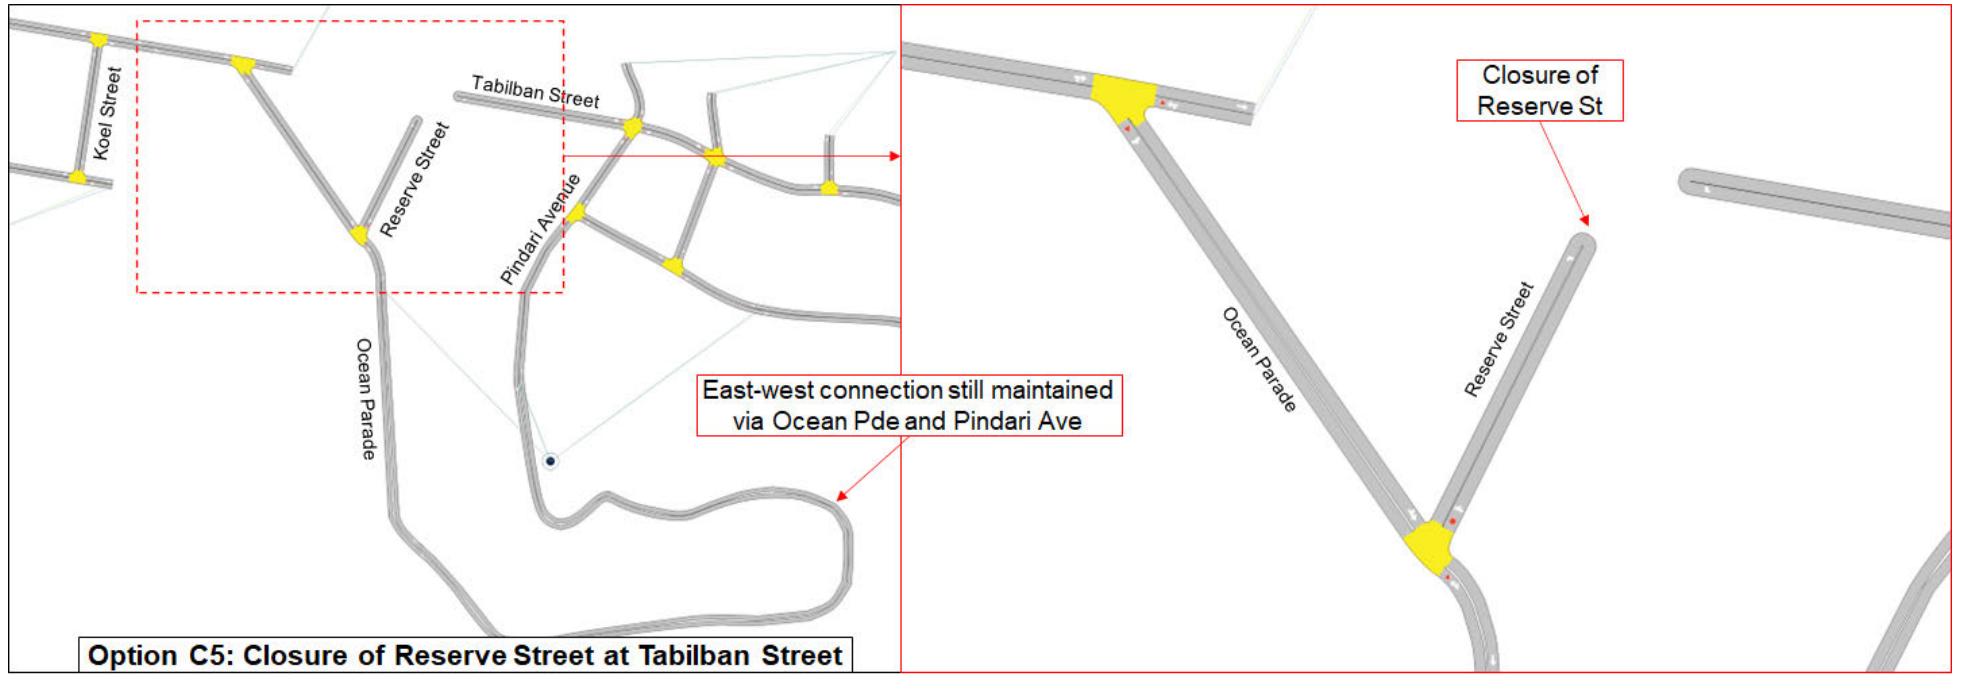 Koel Street
Tabilban Street
Reserve Street
Pindari Avenue
Ocean Parade
East-west connection still maintained
via Ocean Pde and Pindari Ave
Option C5: Closure of Reserve Street at Tabilban Street
Closure of
Reserve St
Ocean Parade
Reserve Street